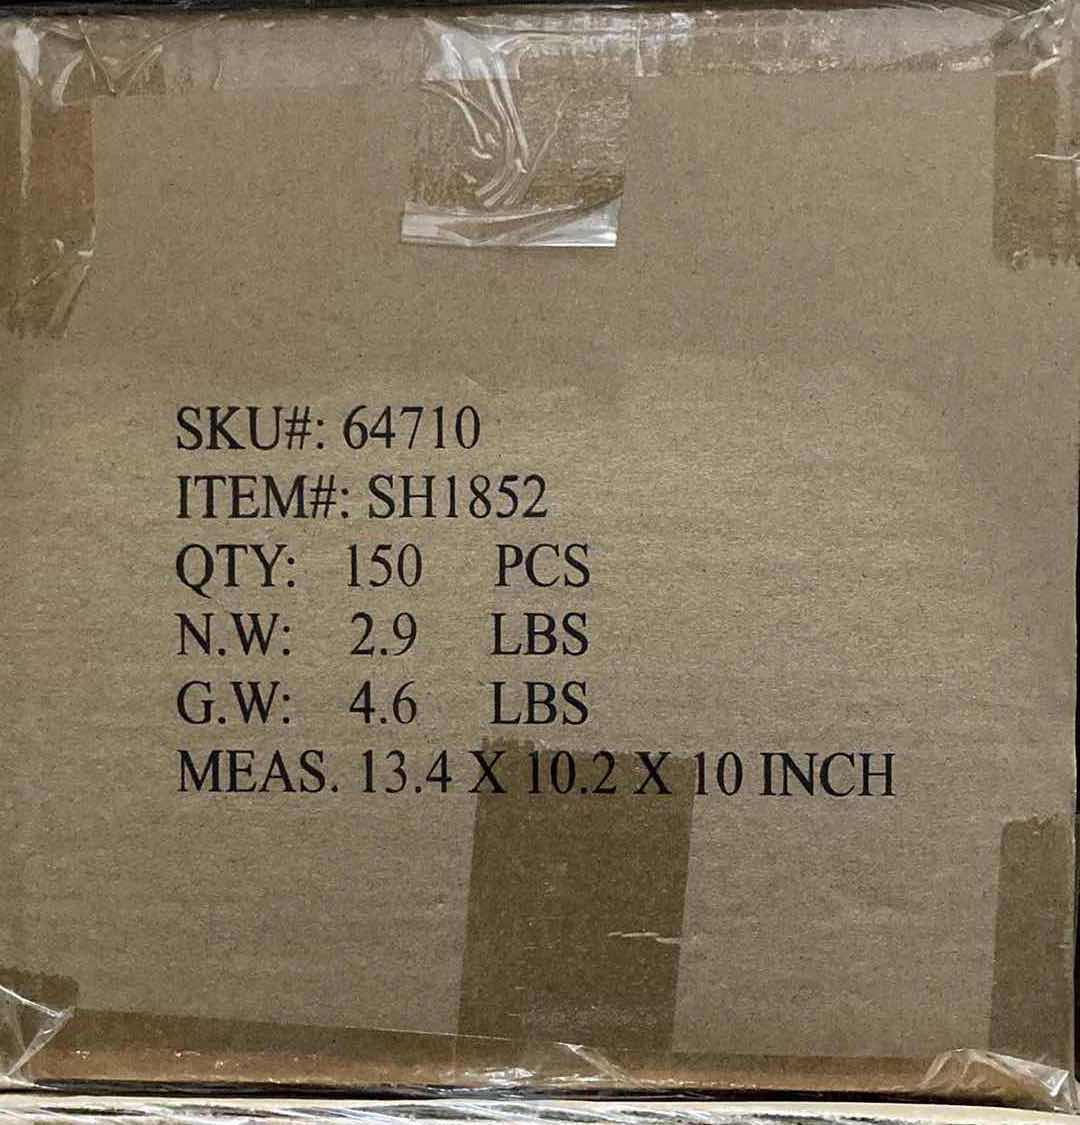 SKU#: 64710
ITEM#: SH1852
QTY: 150 PCS
N.W: 2.9 LBS
G.W: 4.6 LBS
MEAS. 13.4 X 10.2 X 10 INCH